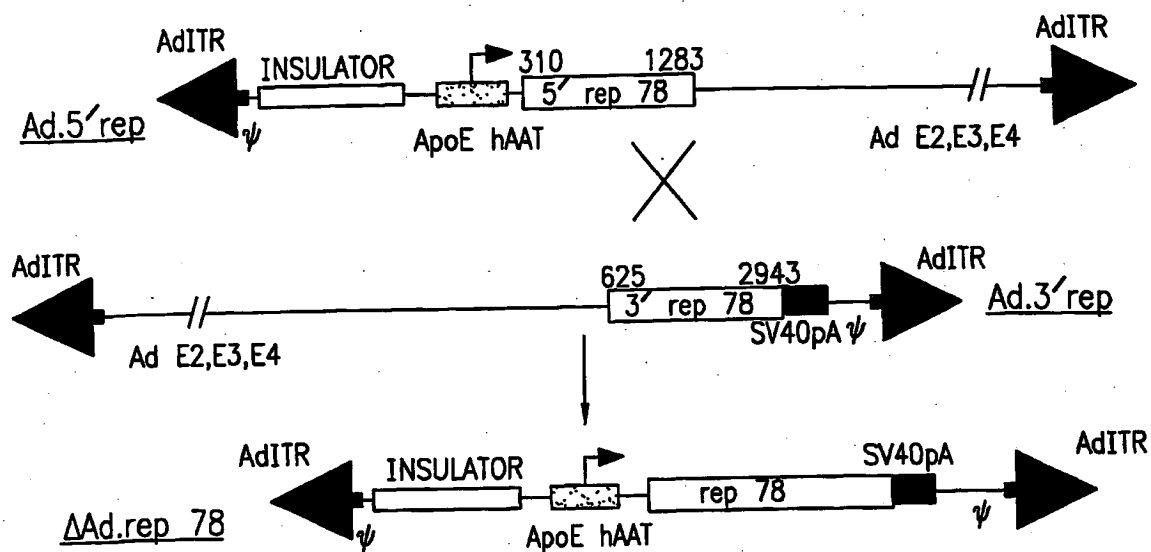 AdITR
AdITR
INSULATOR
310 1283
5′ rep 78
Ad.5′rep
ψ
ApoE hAAT
Ad E2,E3,E4
AdITR
AdITR
625 2943
3′ rep 78
Ad.3′rep
SV40pA ψ
Ad E2,E3,E4
AdITR
AdITR
INSULATOR
SV40pA
rep 78
ΔAd.rep 78
ψ
ApoE hAAT
ψ